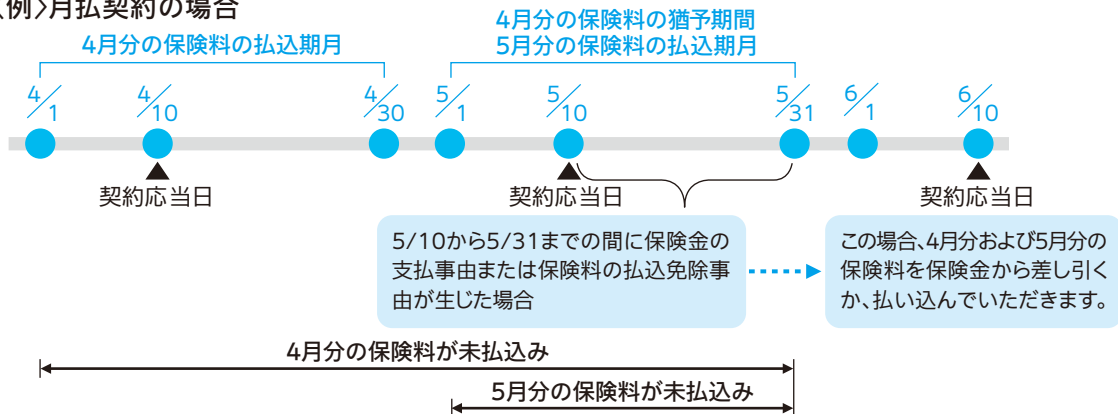 〈例〉月払契約の場合
4月分の保険料の猶予期間
4月分の保険料の払込期月
5月分の保険料の払込期月
4/1
4/10
4/30
5/1
5/10
5/31
6/1
6/10
契約応当日
契約応当日
契約応当日
5/10から5/31までの間に保険金の
支払事由または保険料の払込免除事
由が生じた場合
この場合、4月分および5月分の
保険料を保険金から差し引く
か、払い込んでいただきます。
4月分の保険料が未払込み
5月分の保険料が未払込み